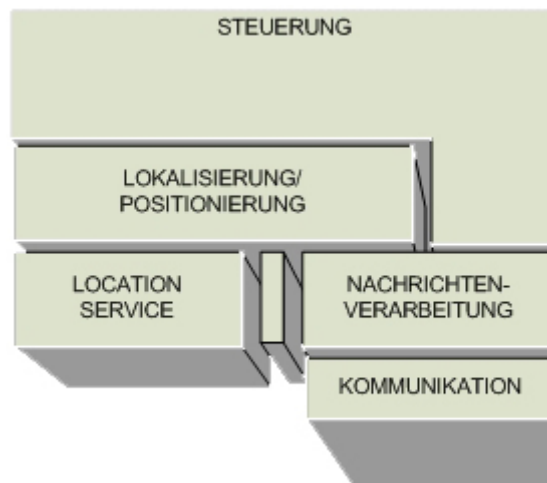 STEUERUNG
LOKALISIERUNG/
POSITIONIERUNG
LOCATION
SERVICE
NACHRICHTEN-
VERARBEITUNG
KOMMUNIKATION